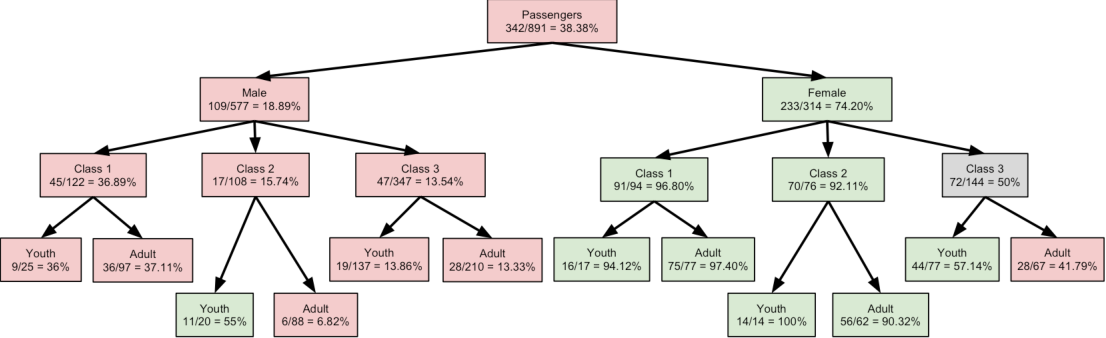 Passengers
342/891 = 38.38%
Male
109/577 = 18.89%
Female
233/314 = 74.20%
Class 1
45/122 = 36.89%
Class 2
17/108 = 15.74%
Class 3
47/347 = 13.54%
Class 1
91/94 = 96.80%
Class 2
70/76 = 92.11%
Class 3
72/144 = 50%
Youth
9/25 = 36%
Adult
36/97 = 37.11%
Youth
19/137 = 13.86%
Adult
28/210 = 13.33%
Youth
16/17 = 94.12%
Adult
75/77 = 97.40%
Youth
44/77 = 57.14%
Adult
28/67 = 41.79%
Youth
11/20 = 55%
Adult
6/88 = 6.82%
Youth
14/14 = 100%
Adult
56/62 = 90.32%